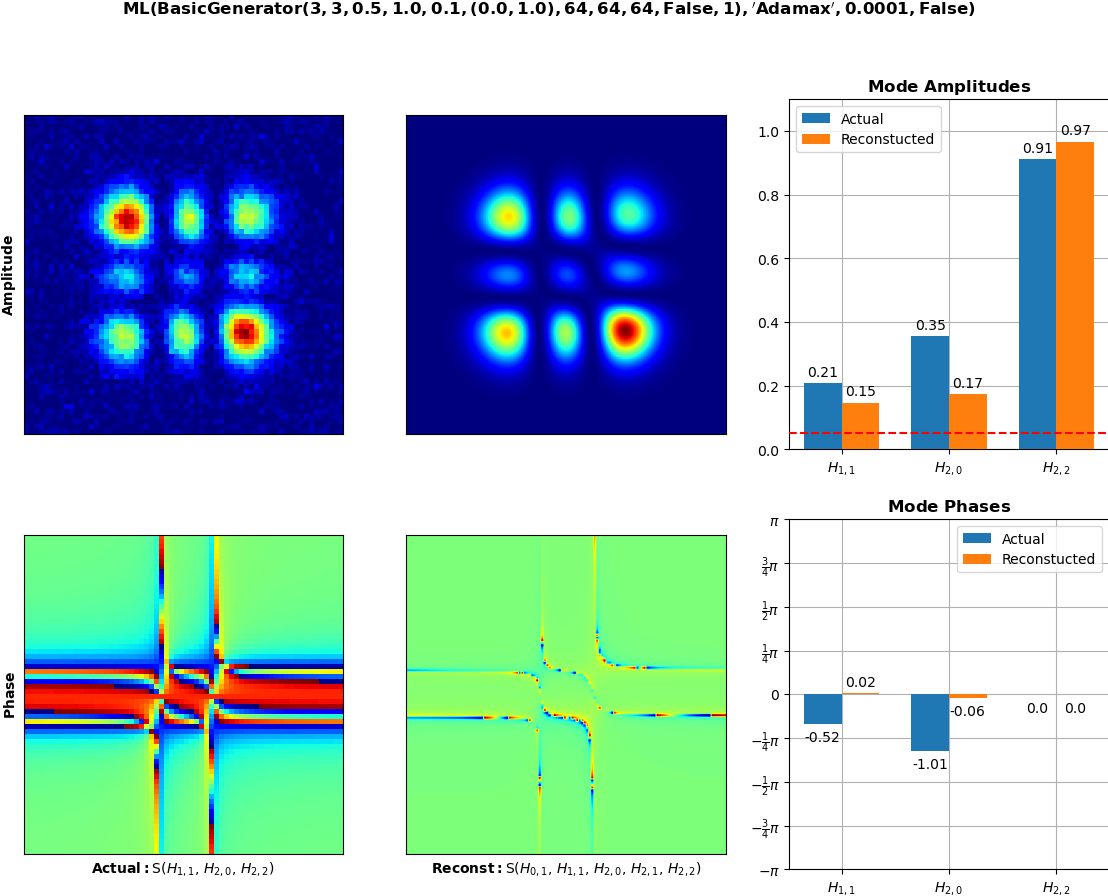 ML(BasicGenerator(3, 3, 0.5, 1.0, 0.1, (0.0, 1.0), 64, 64, 64, False, 1), ′Adamax′, 0.0001, False)
Amplitude
Mode Amplitudes
Actual
Reconstucted
1.0
0.8
0.6
0.4
0.2
0.0
0.21
0.15
0.35
0.17
0.91
0.97
H1,1
H2,0
H2,2
Phase
Actual: S(H1,1, H2,0, H2,2)
Reconst: S(H0,1, H1,1, H2,0, H2,1, H2,2)
Mode Phases
Actual
Reconstucted
π
3/4π
1/2π
1/4π
0
−1/4π
−1/2π
−3/4π
−π
-0.52
0.02
-1.01
-0.06
0.0
0.0
H1,1
H2,0
H2,2